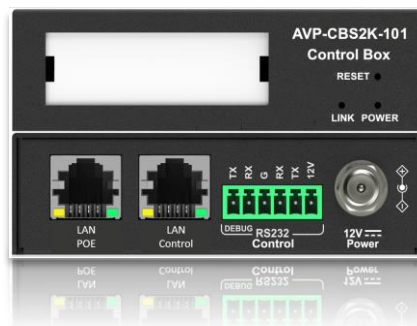 AVP-CBS2K-101
Control Box
RESET
LINK POWER
TX RX G RX TX 12V
LAN
POE
LAN
Control
DEBUG RS232
Control
12V
Power